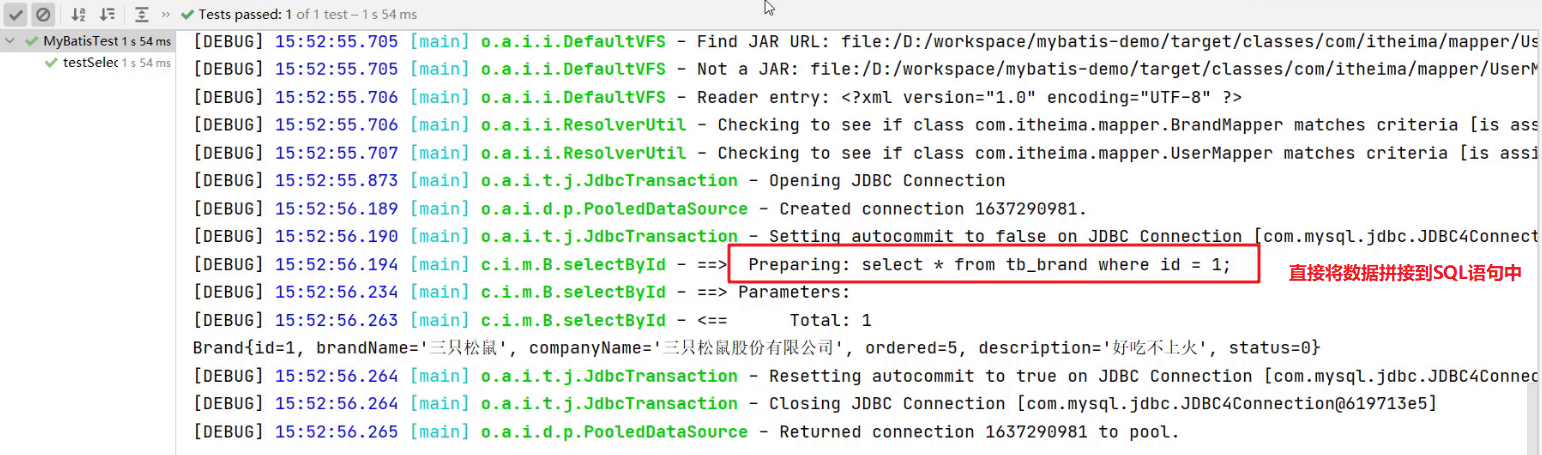 Tests passed: 1 of 1 test – 1 s 54 ms
MyBatisTest 1 s 54 ms
testSelec 1 s 54 ms
[DEBUG] 15:52:55.705 [main] o.a.i.i.DefaultVFS - Find JAR URL: file:/D:/workspace/mybatis-demo/target/classes/com/itheima/mapper/Us
[DEBUG] 15:52:55.705 [main] o.a.i.i.DefaultVFS - Not a JAR: file:/D:/workspace/mybatis-demo/target/classes/com/itheima/mapper/UserM
[DEBUG] 15:52:55.706 [main] o.a.i.i.DefaultVFS - Reader entry: <?xml version="1.0" encoding="UTF-8" ?>
[DEBUG] 15:52:55.706 [main] o.a.i.i.ResolverUtil - Checking to see if class com.itheima.mapper.BrandMapper matches criteria [is ass
[DEBUG] 15:52:55.707 [main] o.a.i.i.ResolverUtil - Checking to see if class com.itheima.mapper.UserMapper matches criteria [is assi
[DEBUG] 15:52:55.873 [main] o.a.i.t.j.JdbcTransaction - Opening JDBC Connection
[DEBUG] 15:52:56.189 [main] o.a.i.d.p.PooledDataSource - Created connection 1637290981.
[DEBUG] 15:52:56.190 [main] o.a.i.t.j.JdbcTransaction - Setting autocommit to false on JDBC Connection [com.mysql.jdbc.JDBC4Connect
[DEBUG] 15:52:56.194 [main] c.i.m.B.selectById - ==> Preparing: select * from tb_brand where id = 1;
直接将数据拼接到SQL语句中
[DEBUG] 15:52:56.234 [main] c.i.m.B.selectById - ==> Parameters:
[DEBUG] 15:52:56.263 [main] c.i.m.B.selectById - <== Total: 1
Brand{id=1, brandName='三只松鼠', companyName='三只松鼠股份有限公司', ordered=5, description='好吃不上火', status=0}
[DEBUG] 15:52:56.264 [main] o.a.i.t.j.JdbcTransaction - Resetting autocommit to true on JDBC Connection [com.mysql.jdbc.JDBC4Connec
[DEBUG] 15:52:56.264 [main] o.a.i.t.j.JdbcTransaction - Closing JDBC Connection [com.mysql.jdbc.JDBC4Connection@619713e5]
[DEBUG] 15:52:56.265 [main] o.a.i.d.p.PooledDataSource - Returned connection 1637290981 to pool.